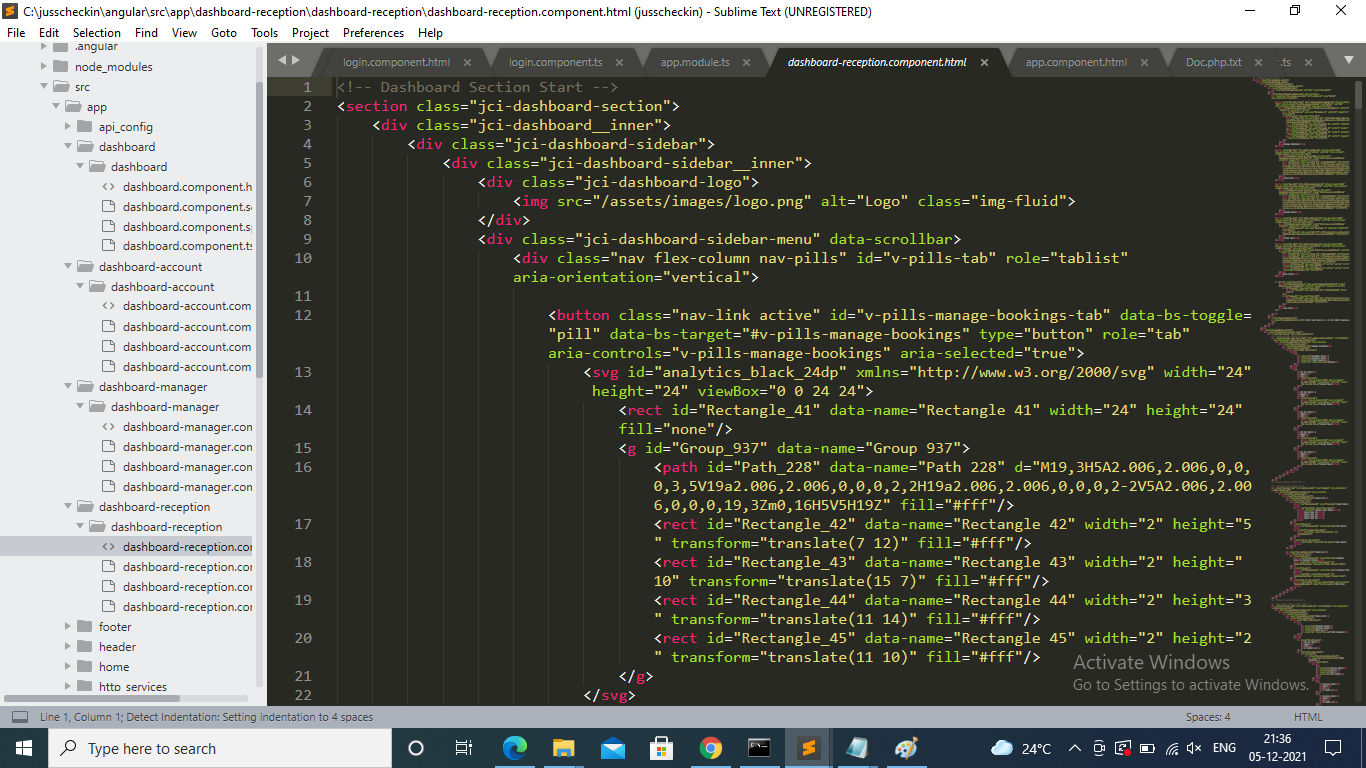 C:\jusscheckin\angular\src\app\dashboard-reception\dashboard-reception\dashboard-reception.component.html (jusscheckin) - Sublime Text (UNREGISTERED)
File Edit Selection Find View Goto Tools Project Preferences Help
login.component.html × login.component.ts × app.module.ts × dashboard-reception.component.html × app.component.html × Doc.php.txt × .ts ×
.angular
node_modules
src
app
api_config
dashboard
dashboard
dashboard.component.h
dashboard.component.s
dashboard.component.sp
dashboard.component.ts
dashboard-account
dashboard-account
dashboard-account.com
dashboard-account.com
dashboard-account.com
dashboard-account.com
dashboard-manager
dashboard-manager
dashboard-manager.con
dashboard-manager.con
dashboard-manager.con
dashboard-manager.con
dashboard-reception
dashboard-reception
dashboard-reception.cor
dashboard-reception.cor
dashboard-reception.cor
dashboard-reception.cor
footer
header
home
http_services
1 <!-- Dashboard Section Start -->
2 <section class="jci-dashboard-section">
3 <div class="jci-dashboard__inner">
4 <div class="jci-dashboard-sidebar">
5 <div class="jci-dashboard-sidebar__inner">
6 <div class="jci-dashboard-logo">
7 <img src="/assets/images/logo.png" alt="Logo" class="img-fluid">
8 </div>
9 <div class="jci-dashboard-sidebar-menu" data-scrollbar>
10 <div class="nav flex-column nav-pills" id="v-pills-tab" role="tablist"
aria-orientation="vertical">
11
12 <button class="nav-link active" id="v-pills-manage-bookings-tab" data-bs-toggle=
"pill" data-bs-target="#v-pills-manage-bookings" type="button" role="tab"
aria-controls="v-pills-manage-bookings" aria-selected="true">
13 <svg id="analytics_black_24dp" xmlns="http://www.w3.org/2000/svg" width="24"
height="24" viewBox="0 0 24 24">
14 <rect id="Rectangle_41" data-name="Rectangle 41" width="24" height="24"
fill="none"/>
15 <g id="Group_937" data-name="Group 937">
16 <path id="Path_228" data-name="Path 228" d="M19,3H5A2.006,2.006,0,0,
0,3,5V19a2.006,2.006,0,0,0,2,2H19a2.006,2.006,0,0,0,2-2V5A2.006,2.00
6,0,0,0,19,3Zm0,16H5V5H19Z" fill="#fff"/>
17 <rect id="Rectangle_42" data-name="Rectangle 42" width="2" height="5
" transform="translate(7 12)" fill="#fff"/>
18 <rect id="Rectangle_43" data-name="Rectangle 43" width="2" height="
10" transform="translate(15 7)" fill="#fff"/>
19 <rect id="Rectangle_44" data-name="Rectangle 44" width="2" height="3
" transform="translate(11 14)" fill="#fff"/>
20 <rect id="Rectangle_45" data-name="Rectangle 45" width="2" height="2
" transform="translate(11 10)" fill="#fff"/>
21 </g>
22 </svg>
Activate Windows
Go to Settings to activate Windows.
Line 1, Column 1; Detect Indentation: Setting indentation to 4 spaces
Spaces: 4 HTML
Type here to search
24°C ENG
21:36
05-12-2021